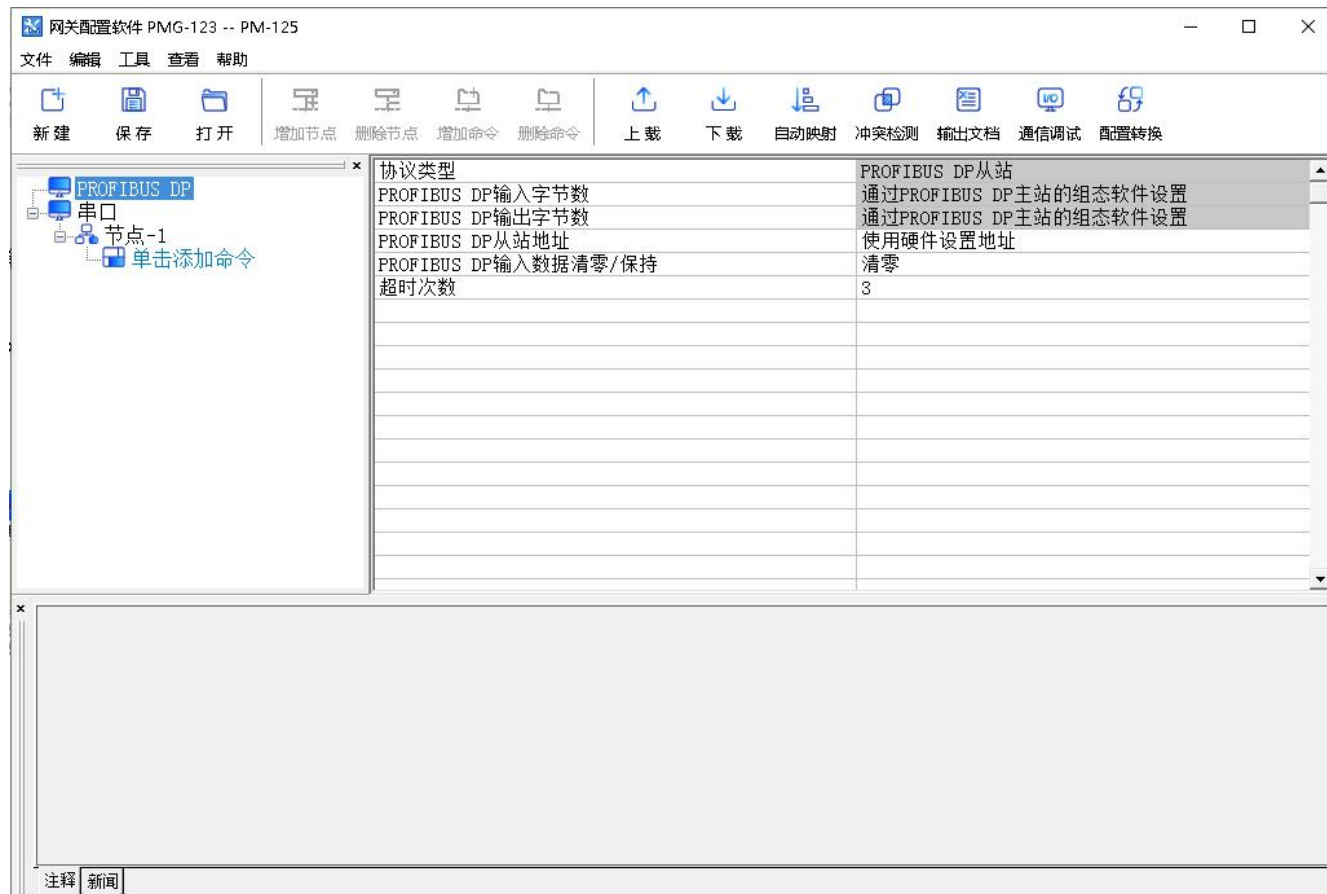 网关配置软件 PMG-123 -- PM-125
文件 编辑 工具 查看 帮助
新建 保存 打开 增加节点 删除节点 增加命令 删除命令 上载 下载 自动映射 冲突检测 输出文档 通信调试 配置转换
PROFIBUS DP
串口
节点-1
单击添加命令
协议类型 PROFIBUS DP从站
PROFIBUS DP输入字节数 通过PROFIBUS DP主站的组态软件设置
PROFIBUS DP输出字节数 通过PROFIBUS DP主站的组态软件设置
PROFIBUS DP从站地址 使用硬件设置地址
PROFIBUS DP输入数据清零/保持 清零
超时次数 3
注释 新闻